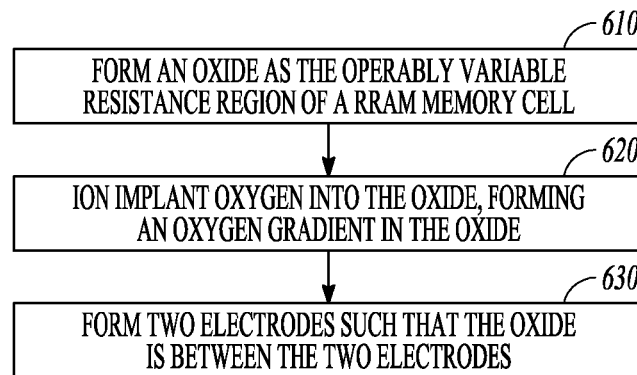 610
FORM AN OXIDE AS THE OPERABLY VARIABLE
RESISTANCE REGION OF A RRAM MEMORY CELL
620
ION IMPLANT OXYGEN INTO THE OXIDE, FORMING
AN OXYGEN GRADIENT IN THE OXIDE
630
FORM TWO ELECTRODES SUCH THAT THE OXIDE
IS BETWEEN THE TWO ELECTRODES